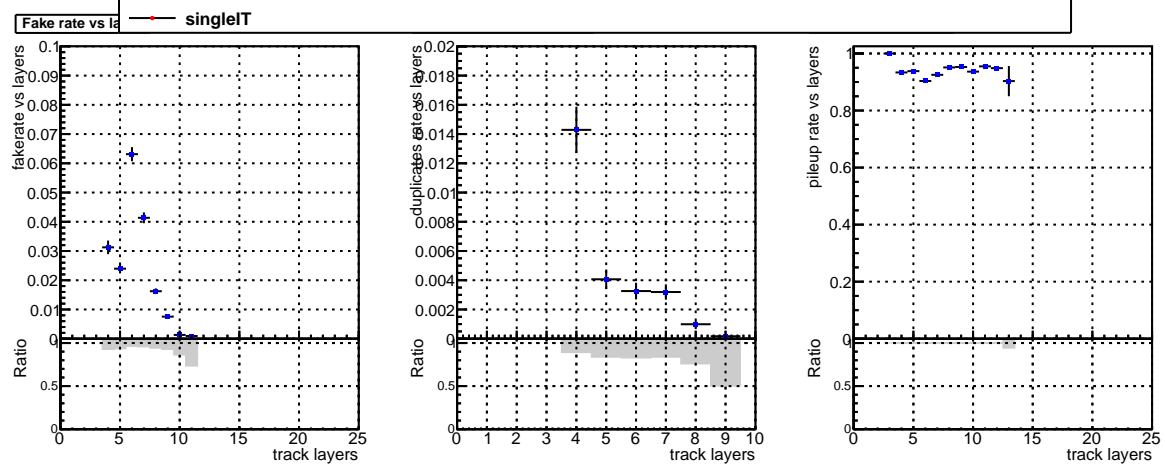 singleIT
Fake rate vs la
fakerate vs layers
0.1
0.09
0.08
0.07
0.06
0.05
0.04
0.03
0.02
0.01
0
Ratio
0.5
0
0 5 10 15 20 25
track layers
duplicates rate vs layers
0.02
0.018
0.016
0.014
0.012
0.01
0.008
0.006
0.004
0.002
0
Ratio
0.5
0
0 1 2 3 4 5 6 7 8 9 10
track layers
pileup rate vs layers
1
0.8
0.6
0.4
0.2
0
Ratio
0.5
0
0 5 10 15 20 25
track layers